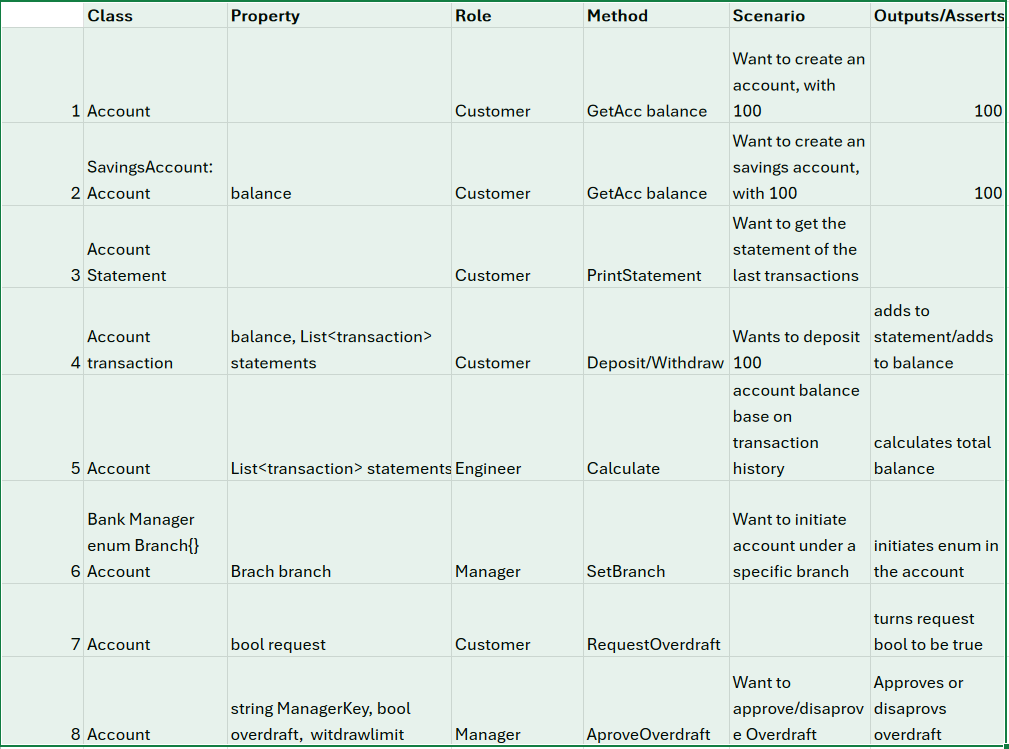 Class Property Role Method Scenario Outputs/Asserts
Want to create an
account, with
1 Account Customer GetAcc balance 100 100
Want to create an
SavingsAccount: savings account,
2 Account balance Customer GetAcc balance with 100 100
Want to get the
Account statement of the
3 Statement Customer PrintStatement last transactions
adds to
Account balance, List<transaction> Wants to deposit statement/adds
4 transaction statements Customer Deposit/Withdraw 100 to balance
account balance
base on
transaction calculates total
5 Account List<transaction> statements Engineer Calculate history balance
Bank Manager Want to initiate
enum Branch{} account under a initiates enum in
6 Account Brach branch Manager SetBranch specific branch the account
turns request
7 Account bool request Customer RequestOverdraft bool to be true
Want to Approves or
string ManagerKey, bool approve/disaprov disaprovs
8 Account overdraft, witdrawlimit Manager AproveOverdraft e Overdraft overdraft